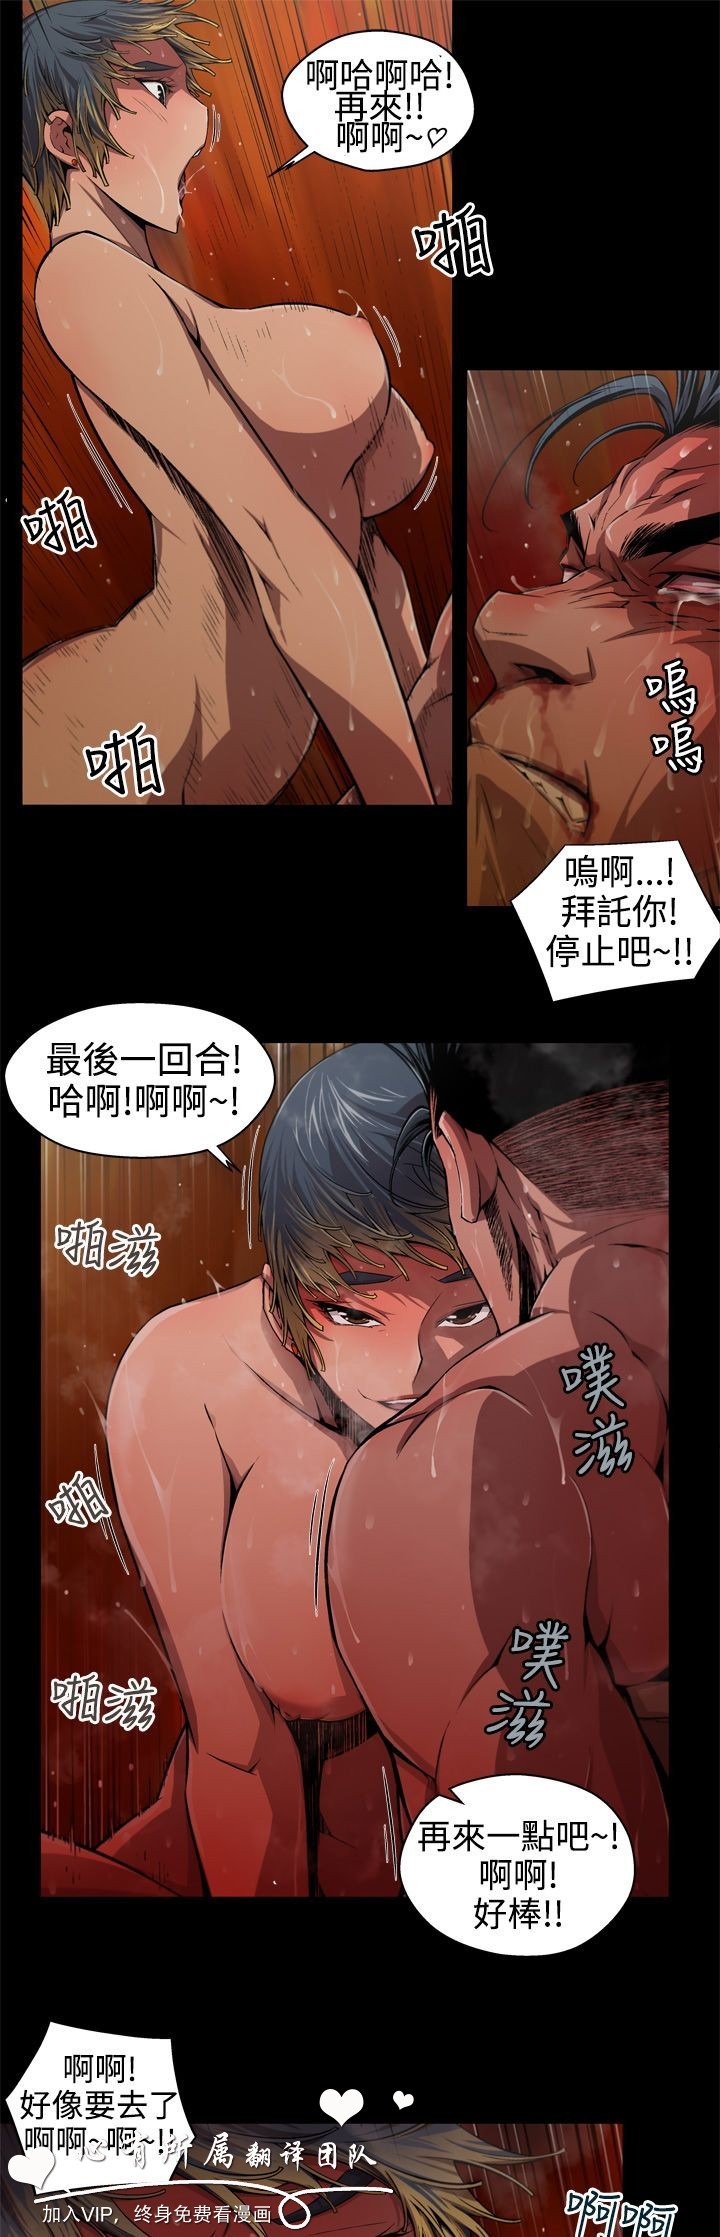 啊哈啊哈!
再來!!
啊啊~♡
啪
啪
啪
嗚
嗚
嗚啊...!
拜託你!
停止吧~!!
最後一回合!
哈啊!啊啊~!
啪滋
噗
滋
啪
噗
滋
啪滋
再來一點吧~!
啊啊!
好棒!!
啊啊!
好像要去了
啊啊~啊~!!
心有所属翻译团队
加入VIP，终身免费看漫画
啊啊